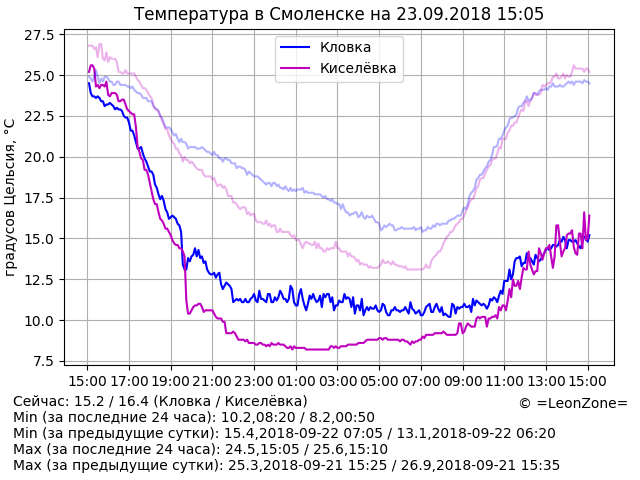 Температура в Смоленске на 23.09.2018 15:05
27.5
25.0
22.5
20.0
17.5
15.0
12.5
10.0
7.5
градусов Цельсия, °C
Кловка
Киселёвка
15:00 17:00 19:00 21:00 23:00 01:00 03:00 05:00 07:00 09:00 11:00 13:00 15:00
Сейчас: 15.2 / 16.4 (Кловка / Киселёвка)
© =LeonZone=
Min (за последние 24 часа): 10.2,08:20 / 8.2,00:50
Min (за предыдущие сутки): 15.4,2018-09-22 07:05 / 13.1,2018-09-22 06:20
Max (за последние 24 часа): 24.5,15:05 / 25.6,15:10
Max (за предыдущие сутки): 25.3,2018-09-21 15:25 / 26.9,2018-09-21 15:35